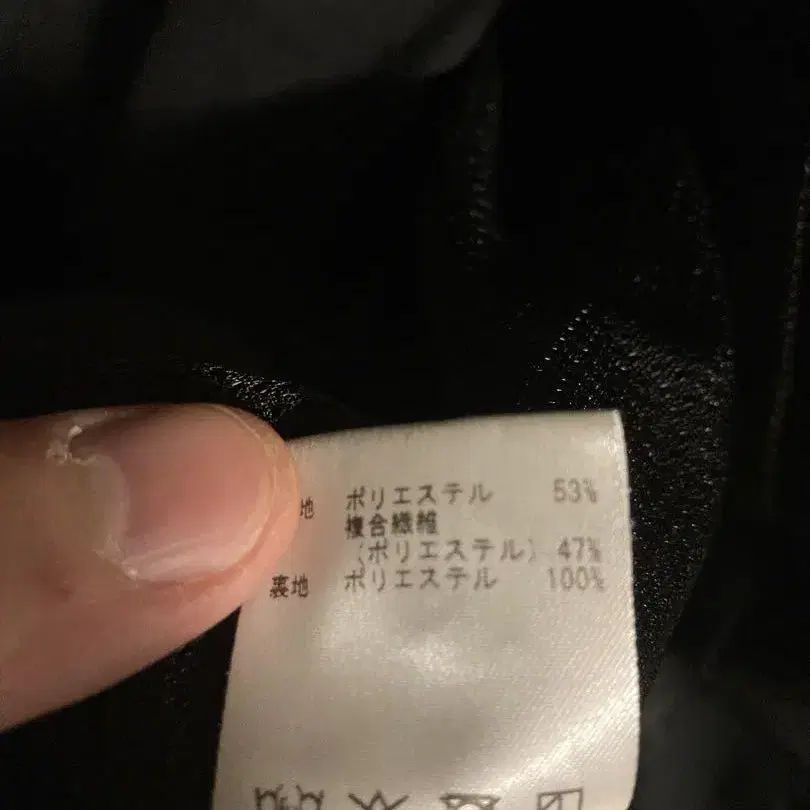 地 ポリエステル 53%
複合繊維
(ポリエステル) 47%
裏地 ポリエステル 100%